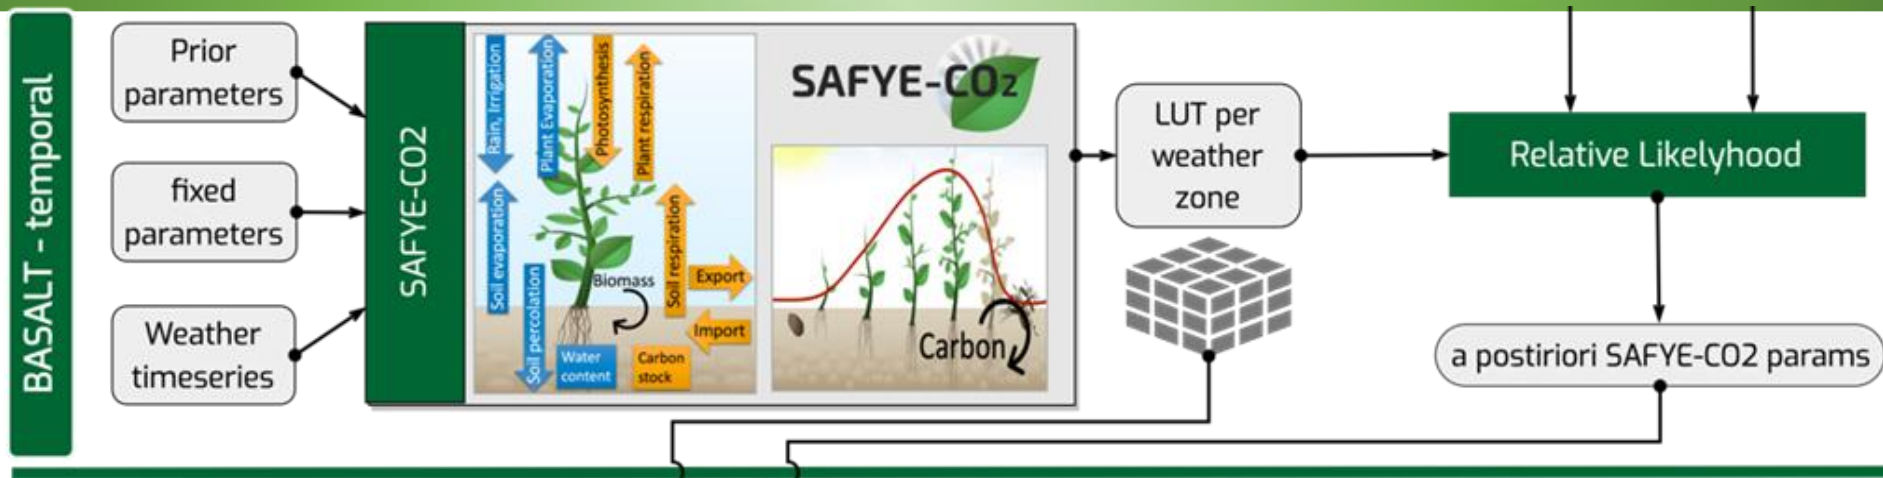 BASALT - temporal
Prior
parameters
fixed
parameters
Weather
timeseries
SAFYE-CO2
Rain, Irrigation
Plant Evaporation
Photosynthesis
Plant respiration
Soil evaporation
Soil percolation
Biomass
Soil respiration
Export
Import
Water
content
Carbon
stock
SAFYE-CO2
Carbon
LUT per
weather
zone
Relative Likelyhood
a postiriori SAFYE-CO2 params